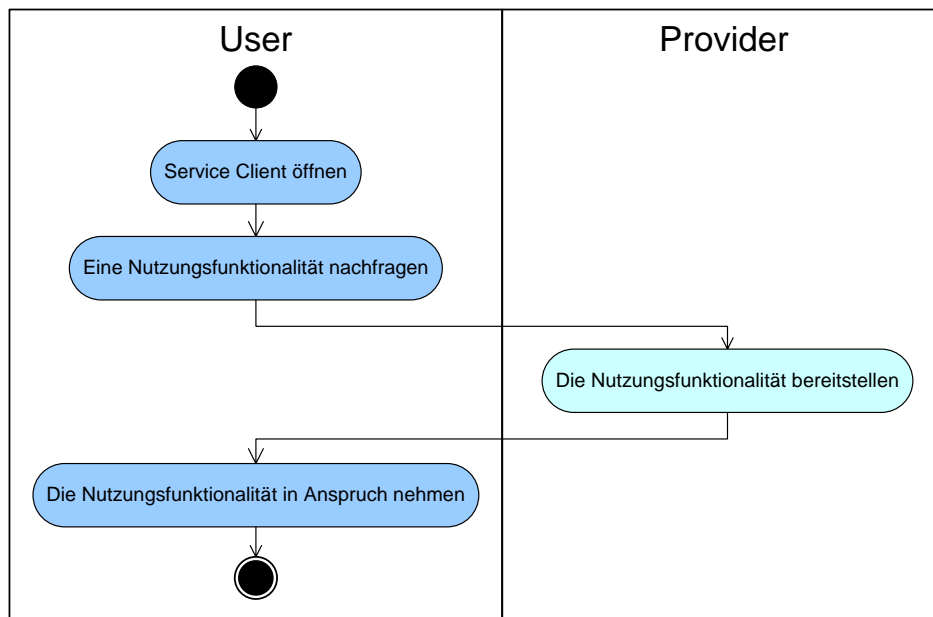 User
Provider
Service Client öffnen
Eine Nutzungsfunktionalität nachfragen
Die Nutzungsfunktionalität bereitstellen
Die Nutzungsfunktionalität in Anspruch nehmen